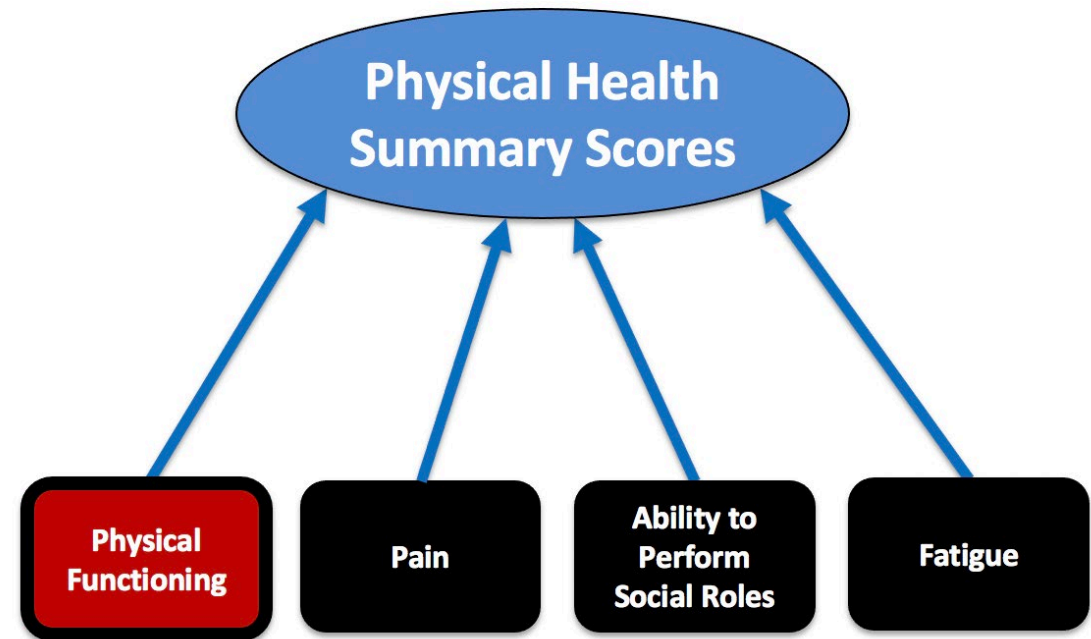 Physical Health
Summary Scores
Physical
Functioning
Pain
Ability to
Perform
Social Roles
Fatigue